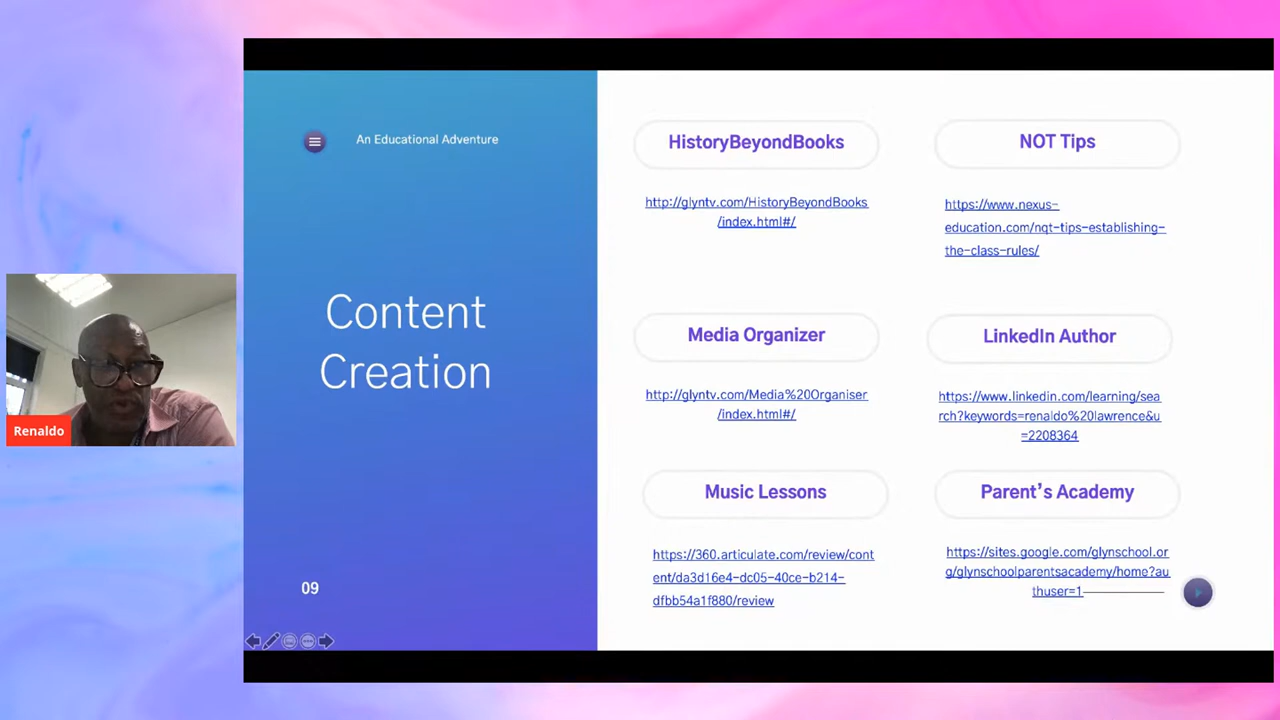 An Educational Adventure
Content
Creation
09
HistoryBeyondBooks
http://glyntv.com/HistoryBeyondBooks
/index.html#/
NOT Tips
https://www.nexus-
education.com/nqt-tips-establishing-
the-class-rules/
Media Organizer
http://glyntv.com/Media%20Organiser
/index.html#/
LinkedIn Author
https://www.linkedin.com/learning/sea
rch?keywords=renaldo%20lawrence&u
=2208364
Music Lessons
https://360.articulate.com/review/cont
ent/da3d16e4-dc05-40ce-b214-
dfbb54a1f880/review
Parent's Academy
https://sites.google.com/glynschool.or
g/glynschoolparentsacademy/home?au
thuser=1
Renaldo